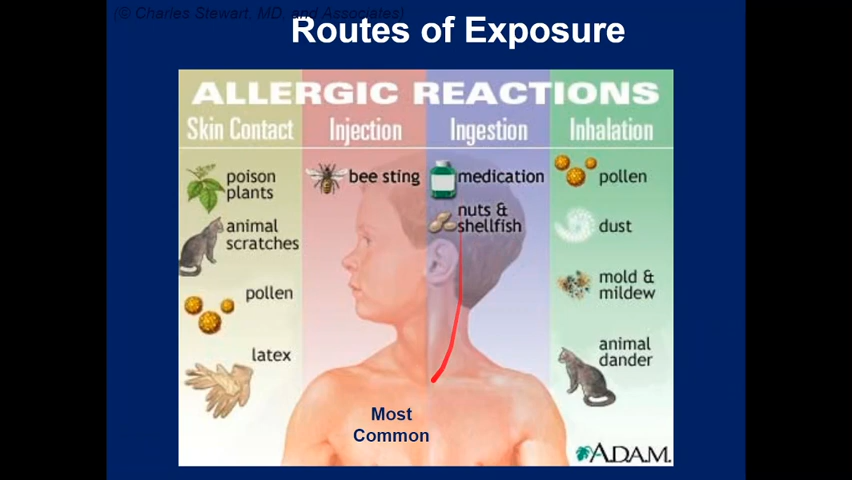 (© Charles Stewart, MD, and Associates)
Routes of Exposure
ALLERGIC REACTIONS
Skin Contact
Injection
Ingestion
Inhalation
poison
plants
animal
scratches
pollen
latex
bee sting
medication
nuts &
shellfish
pollen
dust
mold &
mildew
animal
dander
Most
Common
A.D.A.M.